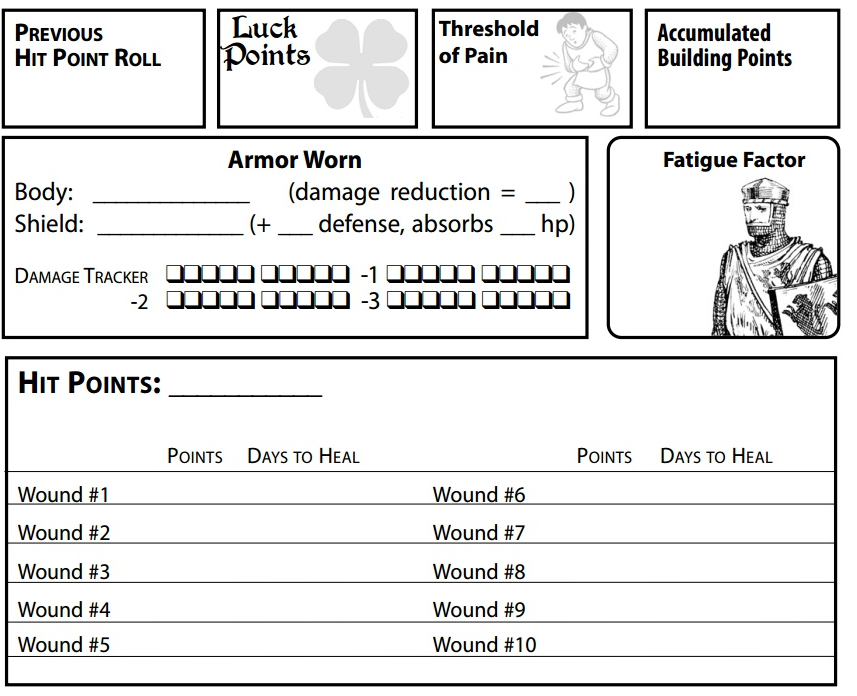 PREVIOUS
HIT POINT ROLL
Luck
Points
Threshold
of Pain
Accumulated
Building Points
Armor Worn
Body: ____________ (damage reduction = ___ )
Shield: ____________ (+ ___ defense, absorbs ___ hp)
DAMAGE TRACKER ❏❏❏❏❏ ❏❏❏❏❏ -1 ❏❏❏❏❏ ❏❏❏❏❏
-2 ❏❏❏❏❏ ❏❏❏❏❏ -3 ❏❏❏❏❏ ❏❏❏❏❏
Fatigue Factor
HIT POINTS: ___________
POINTS DAYS TO HEAL POINTS DAYS TO HEAL
Wound #1 Wound #6
Wound #2 Wound #7
Wound #3 Wound #8
Wound #4 Wound #9
Wound #5 Wound #10